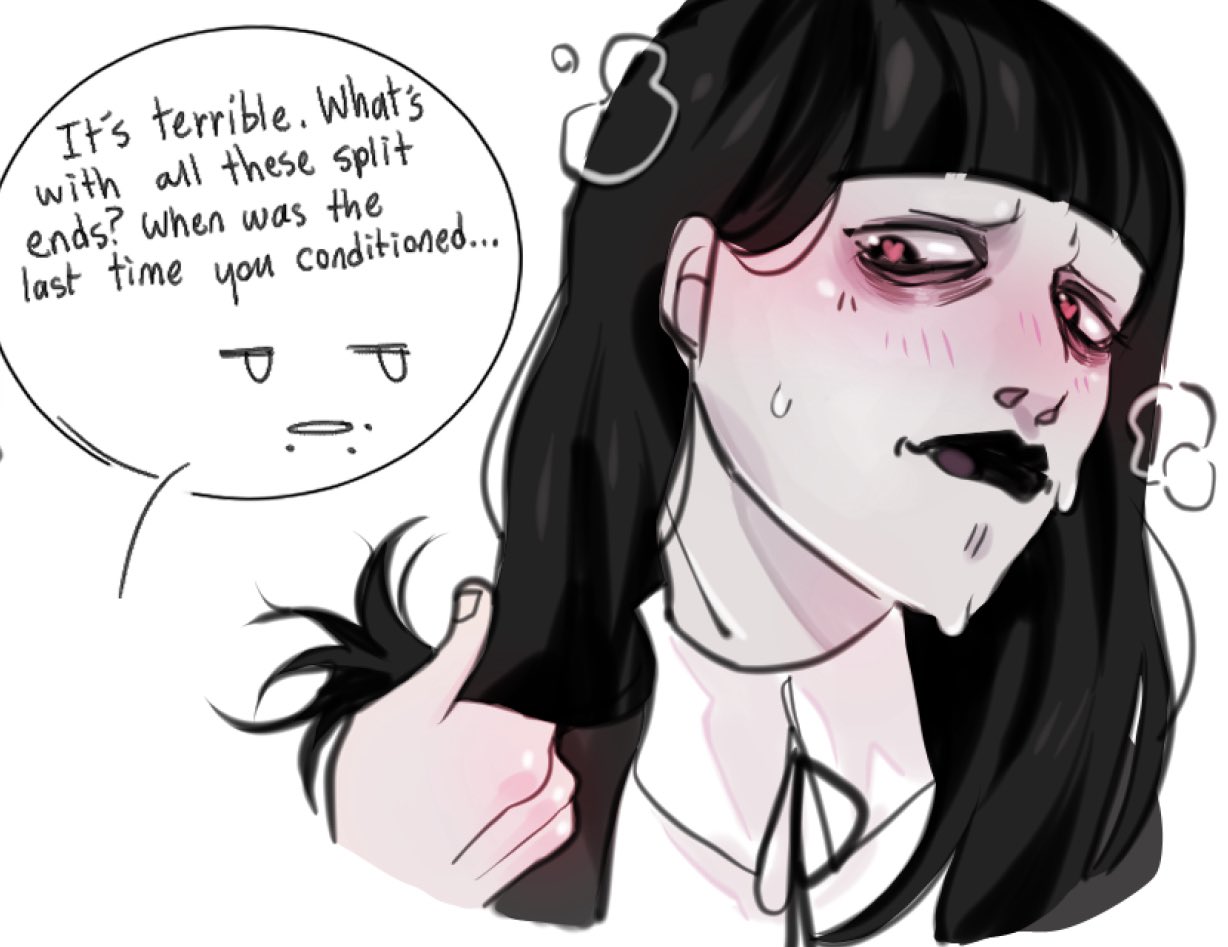 It's terrible. What's
with all these split
ends? When was the
last time you conditioned...